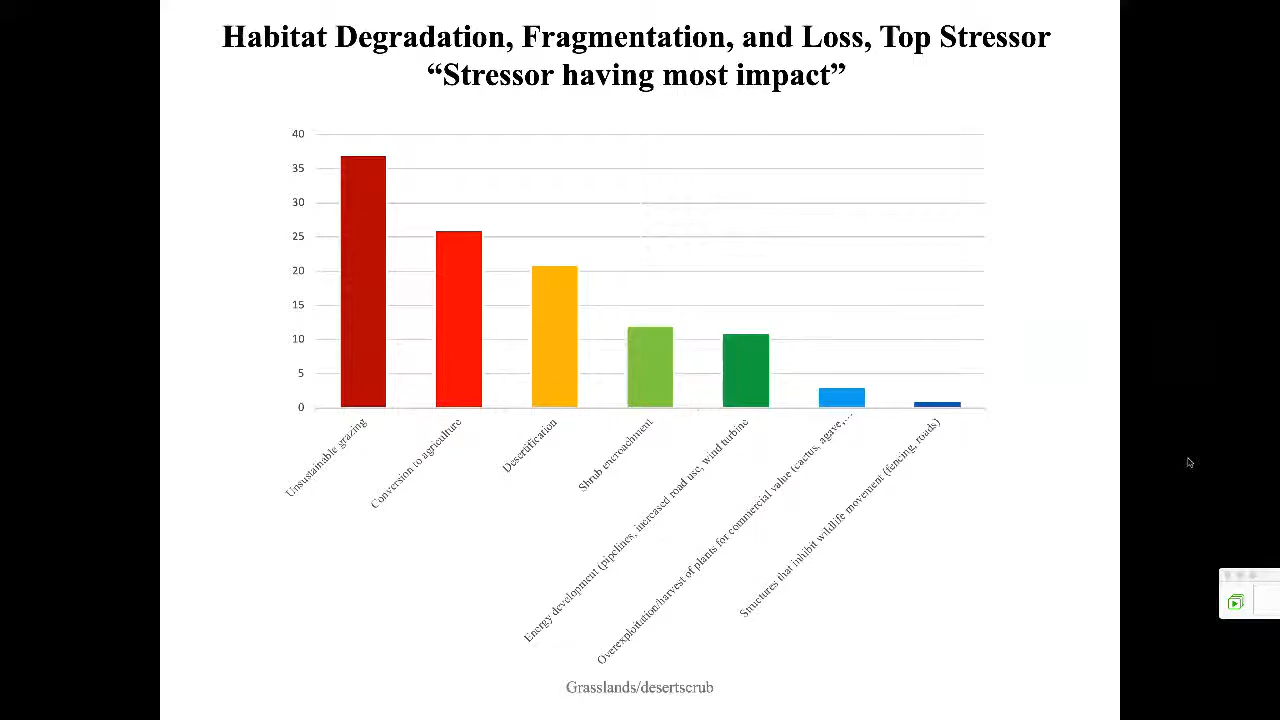 Habitat Degradation, Fragmentation, and Loss, Top Stressor
“Stressor having most impact”
40
35
30
25
20
15
10
5
0
Unsustainable grazing
Conversion to agriculture
Desertification
Shrub encroachment
Energy development (pipelines, increased road use, wind turbine
Overexploitation/harvest of plants for commercial value (cactus, agave,…
Structures that inhibit wildlife movement (fencing, roads)
Grasslands/desertscrub